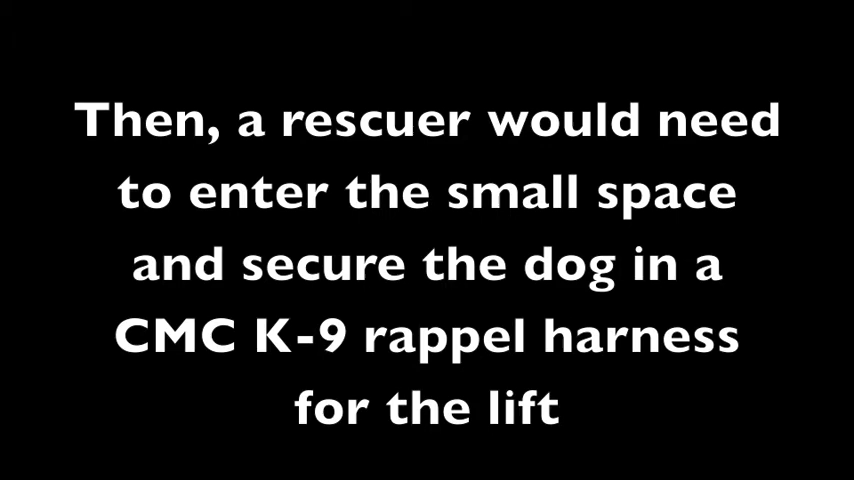 Then, a rescuer would need
to enter the small space
and secure the dog in a
CMC K-9 rappel harness
for the lift